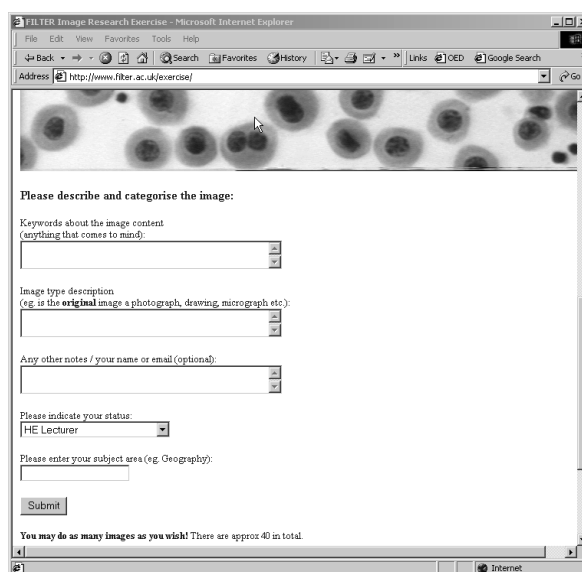 FILTER Image Research Exercise - Microsoft Internet Explorer
File Edit View Favorites Tools Help
Back Search Favorites History » Links OED Google Search
Address http://www.filter.ac.uk/exercise/ Go
Please describe and categorise the image:
Keywords about the image content
(anything that comes to mind):
Image type description
(eg. is the original image a photograph, drawing, micrograph etc.):
Any other notes / your name or email (optional):
Please indicate your status:
HE Lecturer
Please enter your subject area (eg. Geography):
Submit
You may do as many images as you wish! There are approx 40 in total.
Internet